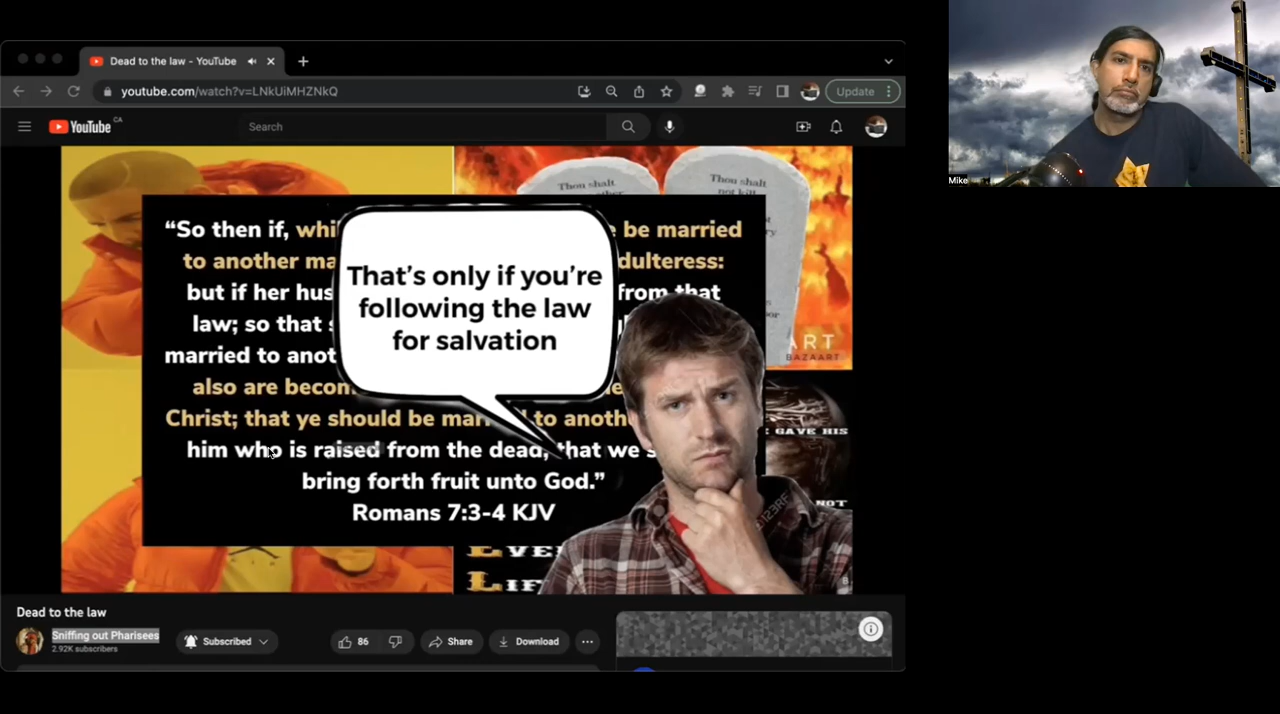 Dead to the law - YouTube
youtube.com/watch?v=LNkUiMHZNkQ
Update
YouTube CA
Search
Thou shalt
Thou shalt
not kill
“So then if, whi be married
to another ma dulteress:
but if her hus from that
law; so that
married to anot
also are becom
Christ; that ye should be mar to anoth
him who is raised from the dead, that we s
bring forth fruit unto God.”
Romans 7:3-4 KJV
That’s only if you’re
following the law
for salvation
ART
BAZAART
GAVE HIS
NOT
EVE
LIF
123RF
Dead to the law
Sniffing out Pharisees
2.92K subscribers
Subscribed
86
Share
Download
Mike